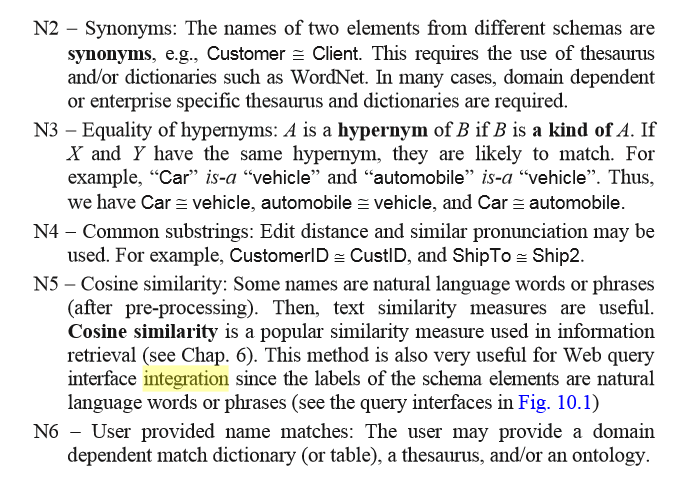 N2 – Synonyms: The names of two elements from different schemas are
synonyms, e.g., Customer ≅ Client. This requires the use of thesaurus
and/or dictionaries such as WordNet. In many cases, domain dependent
or enterprise specific thesaurus and dictionaries are required.
N3 – Equality of hypernyms: A is a hypernym of B if B is a kind of A. If
X and Y have the same hypernym, they are likely to match. For
example, “Car” is-a “vehicle” and “automobile” is-a “vehicle”. Thus,
we have Car ≅ vehicle, automobile ≅ vehicle, and Car ≅ automobile.
N4 – Common substrings: Edit distance and similar pronunciation may be
used. For example, CustomerID ≅ CustID, and ShipTo ≅ Ship2.
N5 – Cosine similarity: Some names are natural language words or phrases
(after pre-processing). Then, text similarity measures are useful.
Cosine similarity is a popular similarity measure used in information
retrieval (see Chap. 6). This method is also very useful for Web query
interface integration since the labels of the schema elements are natural
language words or phrases (see the query interfaces in Fig. 10.1)
N6 – User provided name matches: The user may provide a domain
dependent match dictionary (or table), a thesaurus, and/or an ontology.